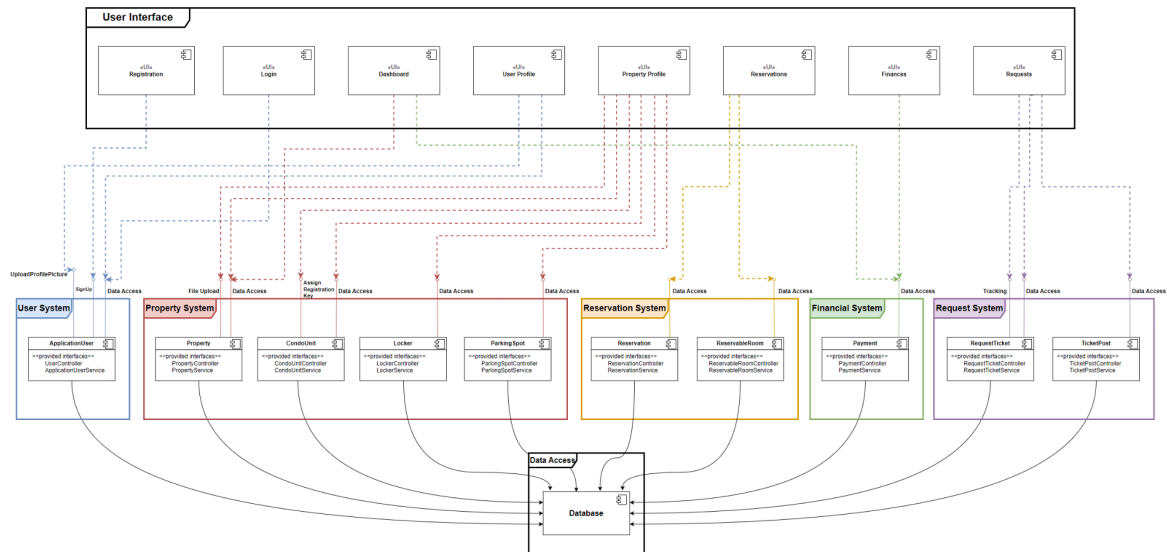 User Interface
«UI»
Registration
«UI»
Login
«UI»
Dashboard
«UI»
User Profile
«UI»
Property Profile
«UI»
Reservations
«UI»
Finances
«UI»
Requests
UploadProfilePicture
SignUp
Data Access
File Upload
Data Access
Assign
Registration
Key
Data Access
Data Access
Data Access
Data Access
Data Access
Data Access
Tracking
Data Access
Data Access
User System
ApplicationUser
<<provided interfaces>>
UserController
ApplicationUserService
Property System
Property
<<provided interfaces>>
PropertyController
PropertyService
CondoUnit
<<provided interfaces>>
CondoUnitController
CondoUnitService
Locker
<<provided interfaces>>
LockerController
LockerService
ParkingSpot
<<provided interfaces>>
ParkingSpotController
ParkingSpotService
Reservation System
Reservation
<<provided interfaces>>
ReservationController
ReservationService
ReservableRoom
<<provided interfaces>>
ReservableRoomController
ReservableRoomService
Financial System
Payment
<<provided interfaces>>
PaymentController
PaymentService
Request System
RequestTicket
<<provided interfaces>>
RequestTicketController
RequestTicketService
TicketPost
<<provided interfaces>>
TicketPostController
TicketPostService
Data Access
Database